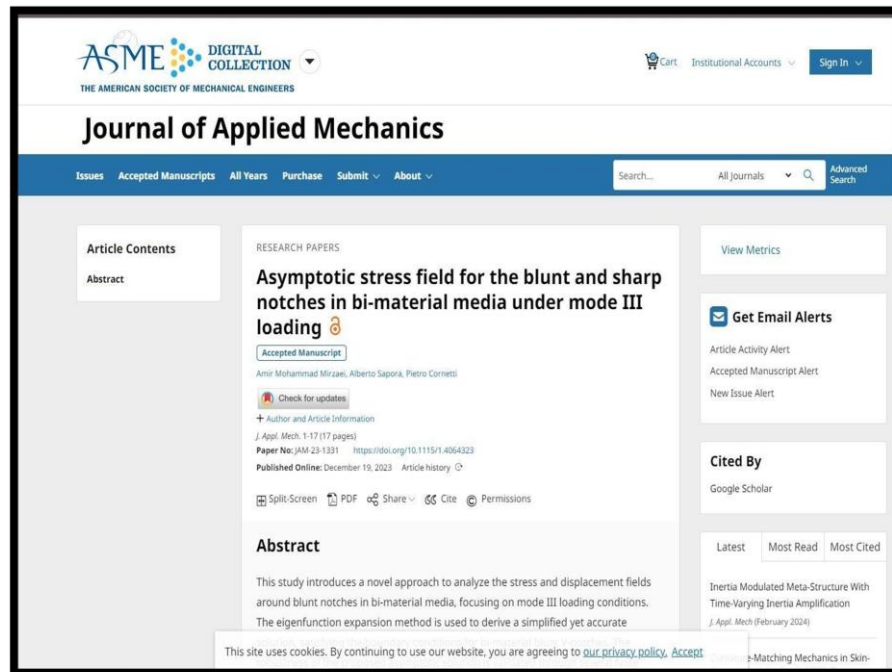 ASME DIGITAL
COLLECTION
THE AMERICAN SOCIETY OF MECHANICAL ENGINEERS
Cart Institutional Accounts Sign In
Journal of Applied Mechanics
Issues Accepted Manuscripts All Years Purchase Submit About
Search... All Journals Advanced
Search
Article Contents
Abstract
RESEARCH PAPERS
Asymptotic stress field for the blunt and sharp
notches in bi-material media under mode III
loading
Accepted Manuscript
Amir Mohammad Mirzaei, Alberto Sapora, Pietro Cornetti
Check for updates
+ Author and Article Information
J. Appl. Mech. 1-17 (17 pages)
Paper No: JAM-23-1331 https://doi.org/10.1115/1.4064323
Published Online: December 19, 2023 Article history
Split-Screen PDF Share Cite Permissions
Abstract
This study introduces a novel approach to analyze the stress and displacement fields
around blunt notches in bi-material media, focusing on mode III loading conditions.
The eigenfunction expansion method is used to derive a simplified yet accurate
View Metrics
Get Email Alerts
Article Activity Alert
Accepted Manuscript Alert
New Issue Alert
Cited By
Google Scholar
Latest Most Read Most Cited
Inertia Modulated Meta-Structure With
Time-Varying Inertia Amplification
J. Appl. Mech (February 2024)
e-Matching Mechanics in Skin-
This site uses cookies. By continuing to use our website, you are agreeing to our privacy policy. Accept